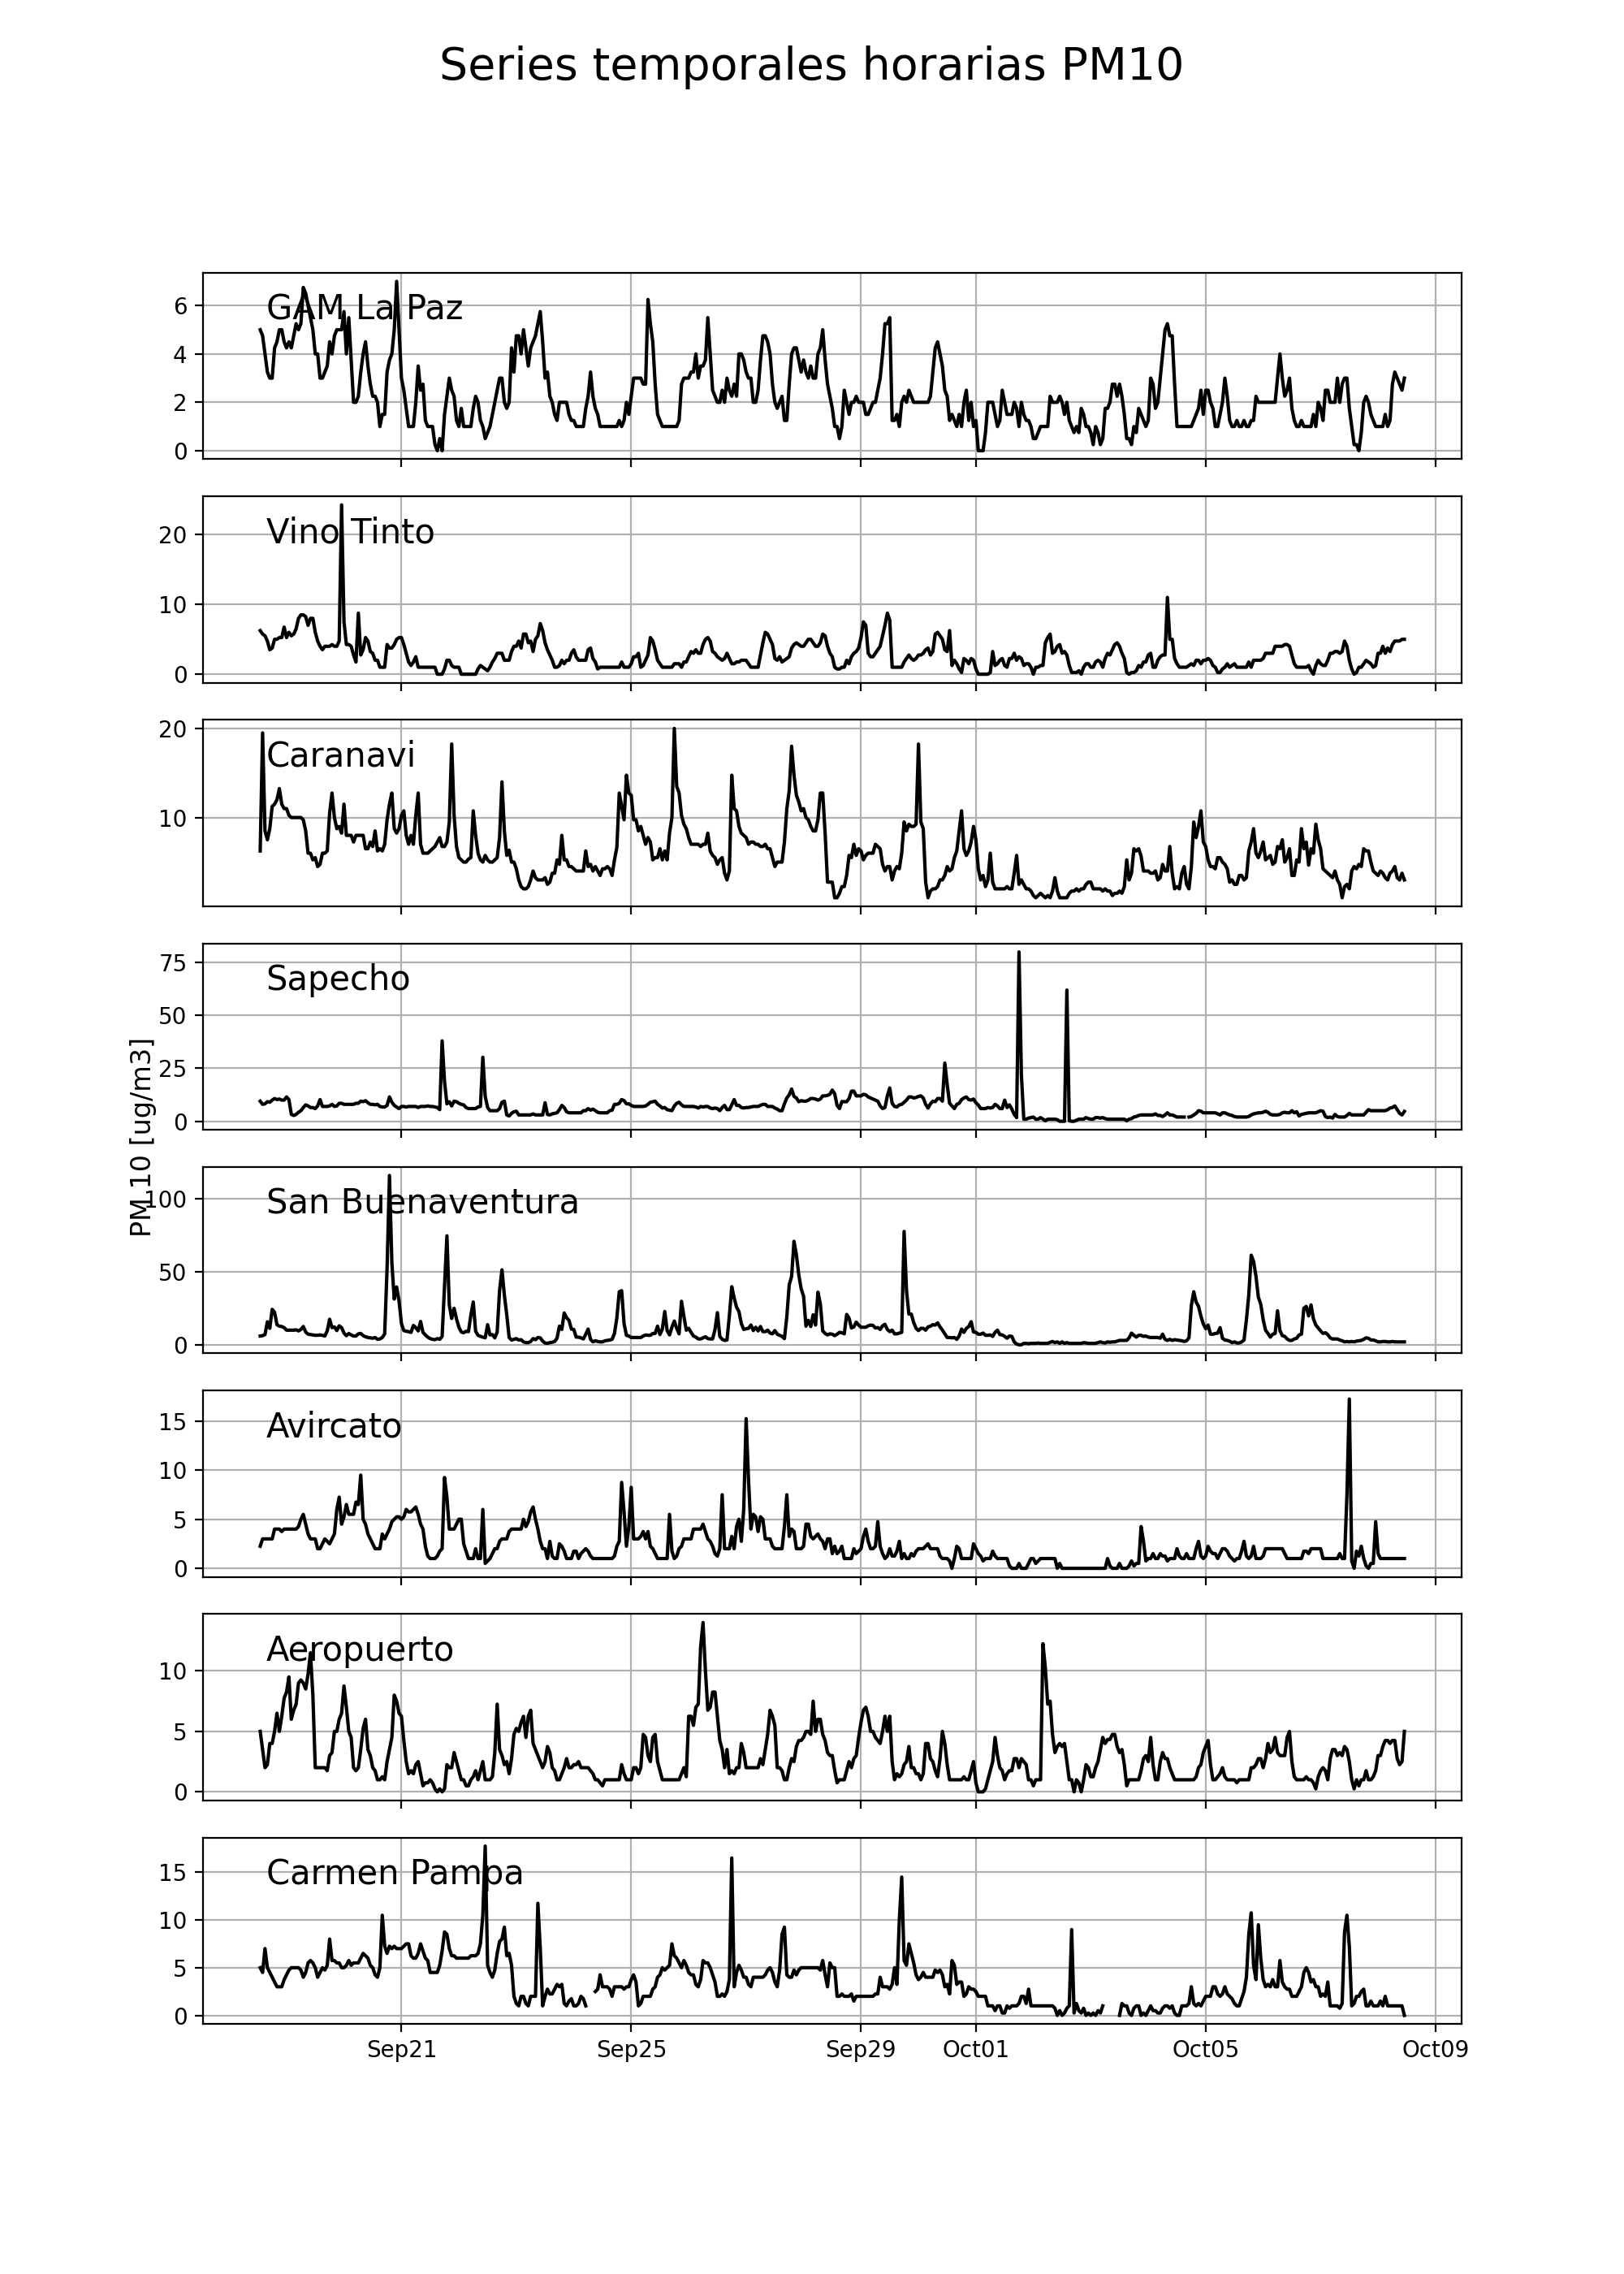 Series temporales horarias PM10
GAM La Paz
6
4
2
0
Vino Tinto
20
10
0
Caranavi
20
10
Sapecho
75
50
25
0
PM 10 [ug/m3]
San Buenaventura
100
50
0
Avircato
15
10
5
0
Aeropuerto
10
5
0
Carmen Pampa
15
10
5
0
Sep21 Sep25 Sep29 Oct01 Oct05 Oct09